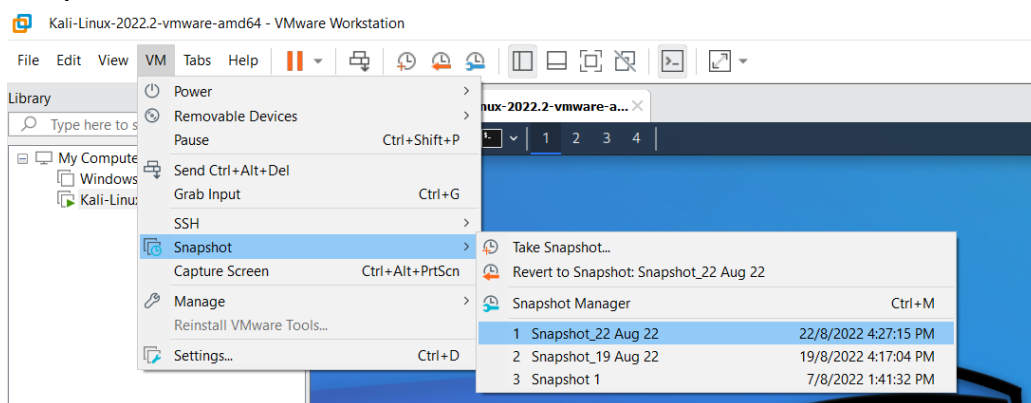 Kali-Linux-2022.2-vmware-amd64 - VMware Workstation
File Edit View VM Tabs Help
Library
Type here to s
My Compute
Windows
Kali-Linux
nux-2022.2-vmware-a...
1 2 3 4
Power
Removable Devices
Pause Ctrl+Shift+P
Send Ctrl+Alt+Del
Grab Input Ctrl+G
SSH
Snapshot
Capture Screen Ctrl+Alt+PrtScn
Manage
Reinstall VMware Tools...
Settings... Ctrl+D
Take Snapshot...
Revert to Snapshot: Snapshot_22 Aug 22
Snapshot Manager Ctrl+M
1 Snapshot_22 Aug 22 22/8/2022 4:27:15 PM
2 Snapshot_19 Aug 22 19/8/2022 4:17:04 PM
3 Snapshot 1 7/8/2022 1:41:32 PM